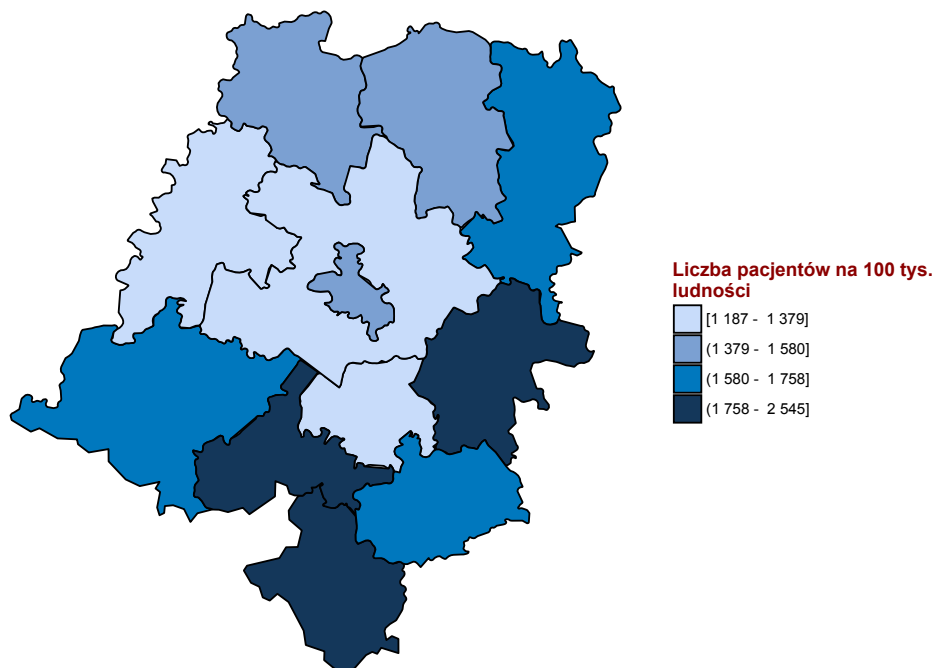 Liczba pacjentów na 100 tys.
ludności
[1 187 - 1 379]
(1 379 - 1 580]
(1 580 - 1 758]
(1 758 - 2 545]